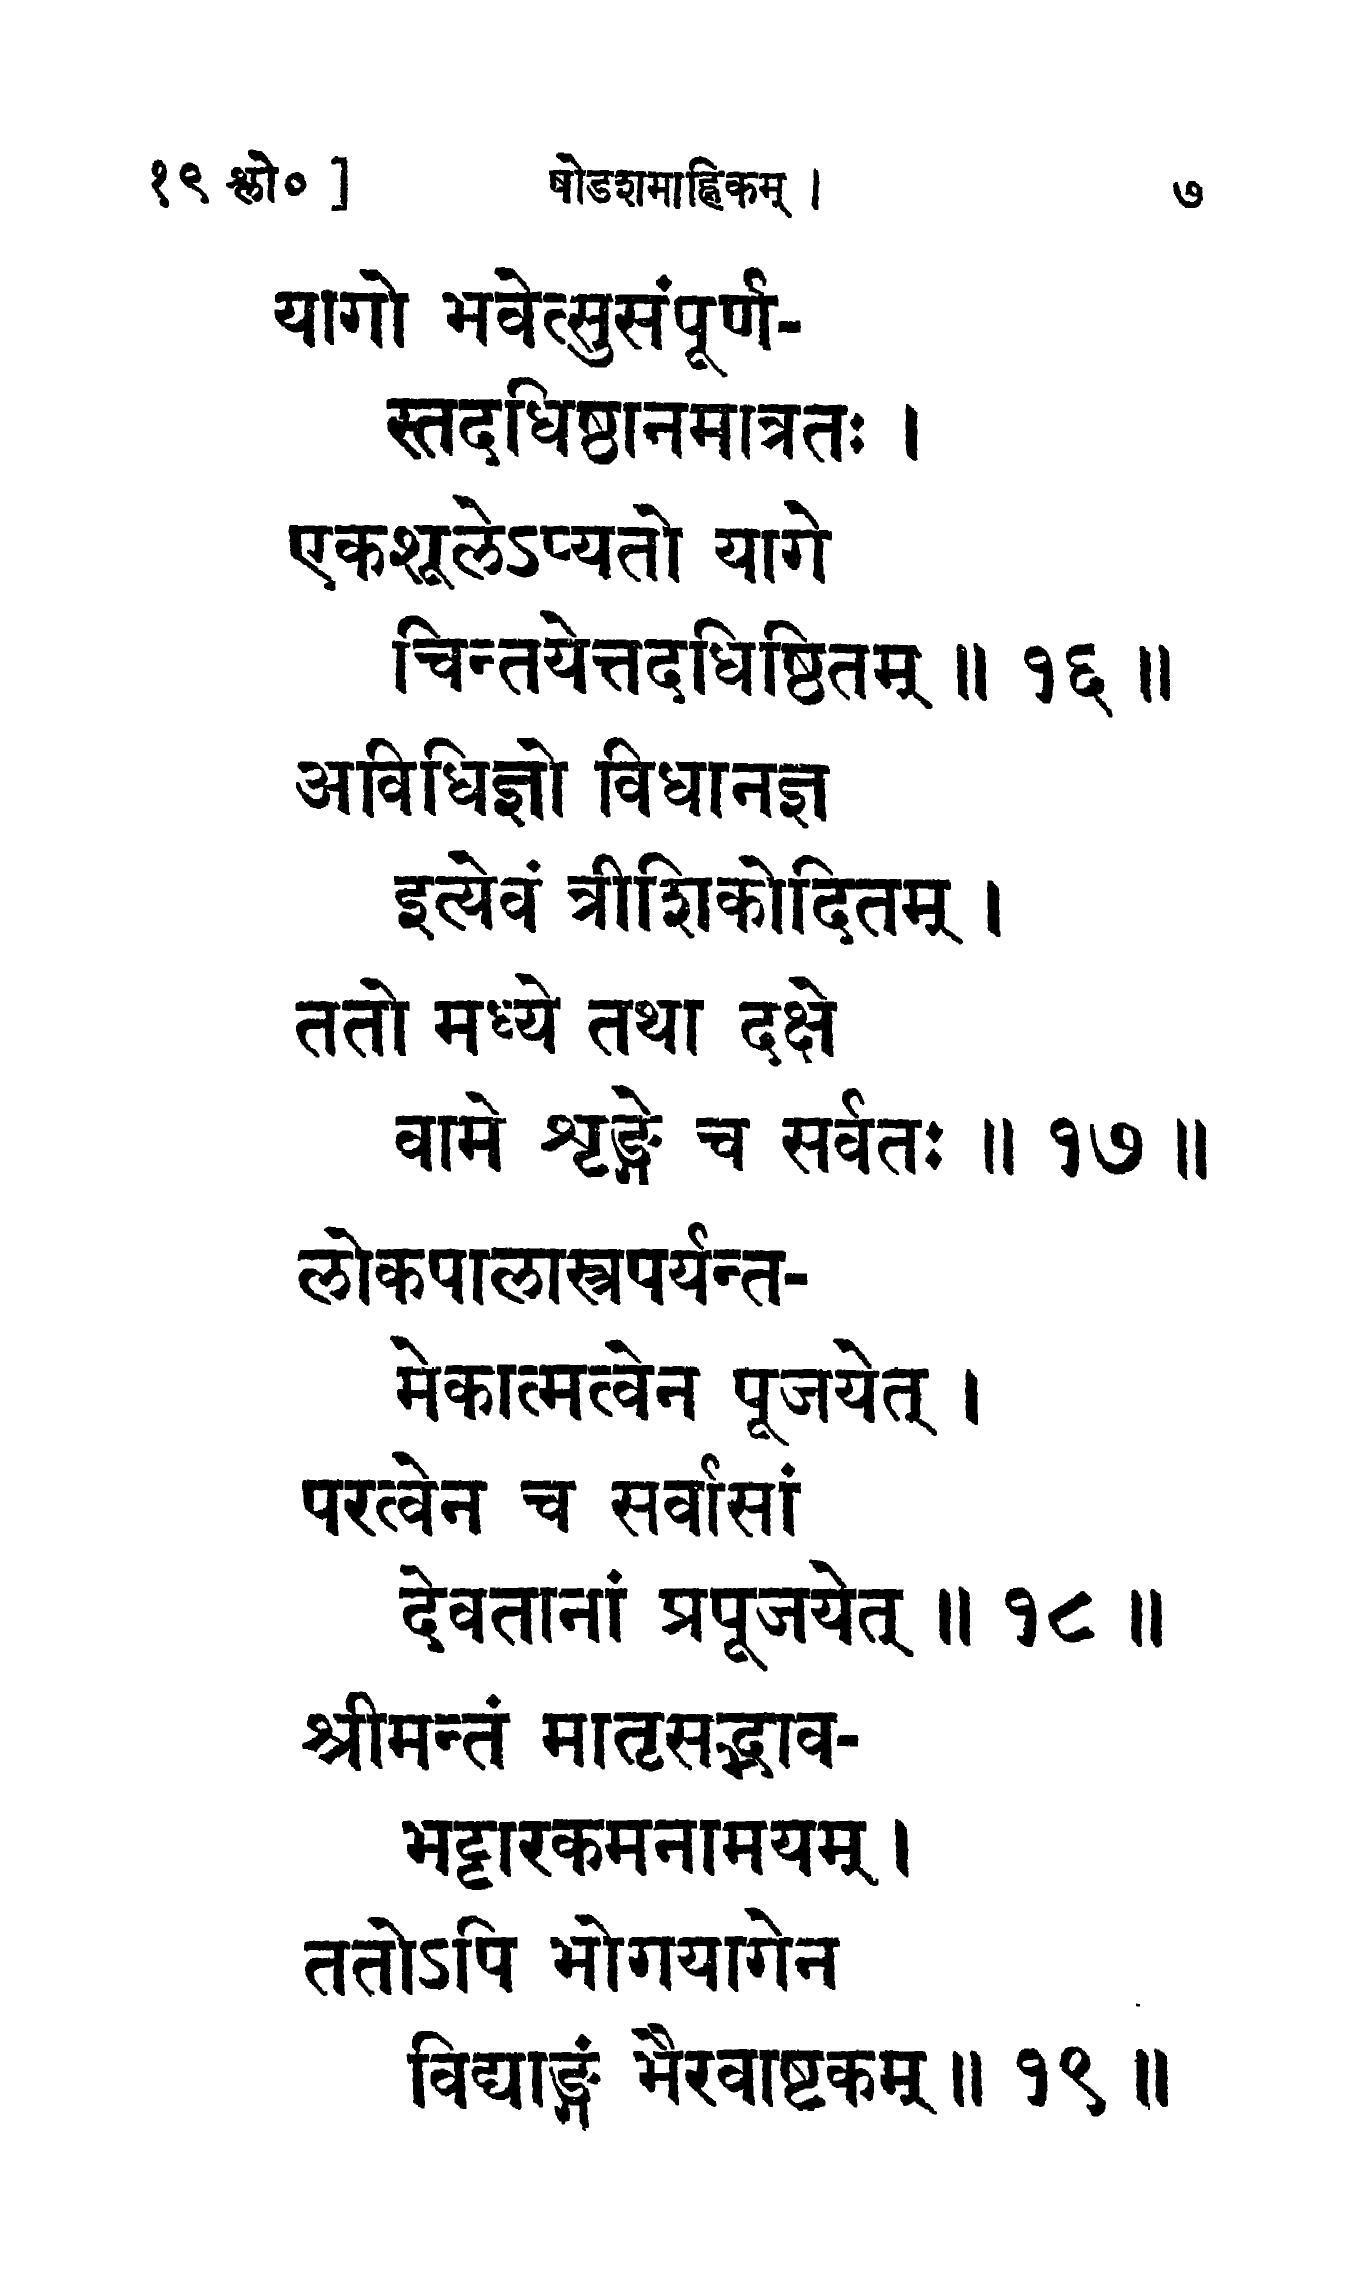 १९ श्लो० ]
षोडशमाह्निकम् ।
७
यागो भवेत्सुसंपूर्ण-
स्तदधिष्ठानमात्रतः ।
एकशूलेऽप्यतो यागे
चिन्तयेत्तदधिष्ठितम् ॥ १६ ॥
अविधिज्ञो विधानज्ञ
इत्येवं त्रीशिकोदितम् ।
ततो मध्ये तथा दक्षे
वामे शृङ्गे च सर्वतः ॥ १७ ॥
लोकपालास्त्रपर्यन्त-
मेकात्मत्वेन पूजयेत् ।
परत्वेन च सर्वासां
देवतानां प्रपूजयेत् ॥ १८ ॥
श्रीमन्तं मातृसद्भाव-
भट्टारकमनामयम् ।
ततोऽपि भोगयागेन
विद्याङ्गं भैरवाष्टकम् ॥ १९ ॥